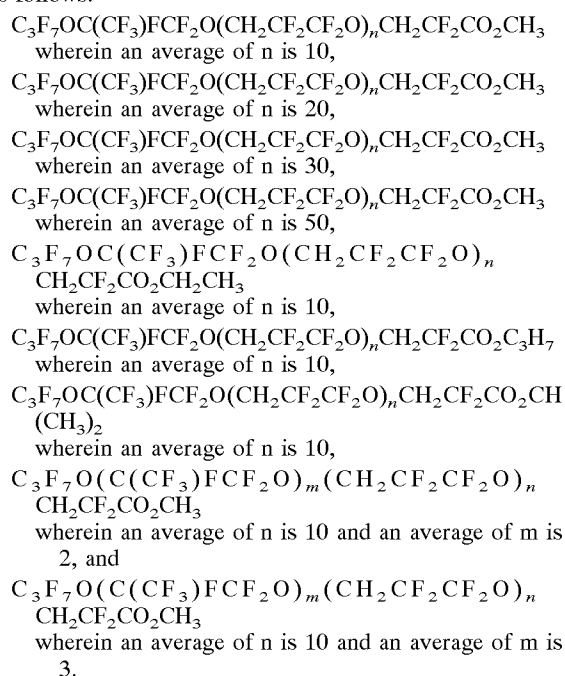 C₃F₇OC(CF₃)FCF₂O(CH₂CF₂CF₂O)ₙCH₂CF₂CO₂CH₃
wherein an average of n is 10,
C₃F₇OC(CF₃)FCF₂O(CH₂CF₂CF₂O)ₙCH₂CF₂CO₂CH₃
wherein an average of n is 20,
C₃F₇OC(CF₃)FCF₂O(CH₂CF₂CF₂O)ₙCH₂CF₂CO₂CH₃
wherein an average of n is 30,
C₃F₇OC(CF₃)FCF₂O(CH₂CF₂CF₂O)ₙCH₂CF₂CO₂CH₃
wherein an average of n is 50,
C₃F₇OC(CF₃)FCF₂O(CH₂CF₂CF₂O)ₙ
CH₂CF₂CO₂CH₂CH₃
wherein an average of n is 10,
C₃F₇OC(CF₃)FCF₂O(CH₂CF₂CF₂O)ₙCH₂CF₂CO₂C₃H₇
wherein an average of n is 10,
C₃F₇OC(CF₃)FCF₂O(CH₂CF₂CF₂O)ₙCH₂CF₂CO₂CH
(CH₃)₂
wherein an average of n is 10,
C₃F₇O(C(CF₃)FCF₂O)ₘ(CH₂CF₂CF₂O)ₙ
CH₂CF₂CO₂CH₃
wherein an average of n is 10 and an average of m is
2, and
C₃F₇O(C(CF₃)FCF₂O)ₘ(CH₂CF₂CF₂O)ₙ
CH₂CF₂CO₂CH₃
wherein an average of n is 10 and an average of m is
3.